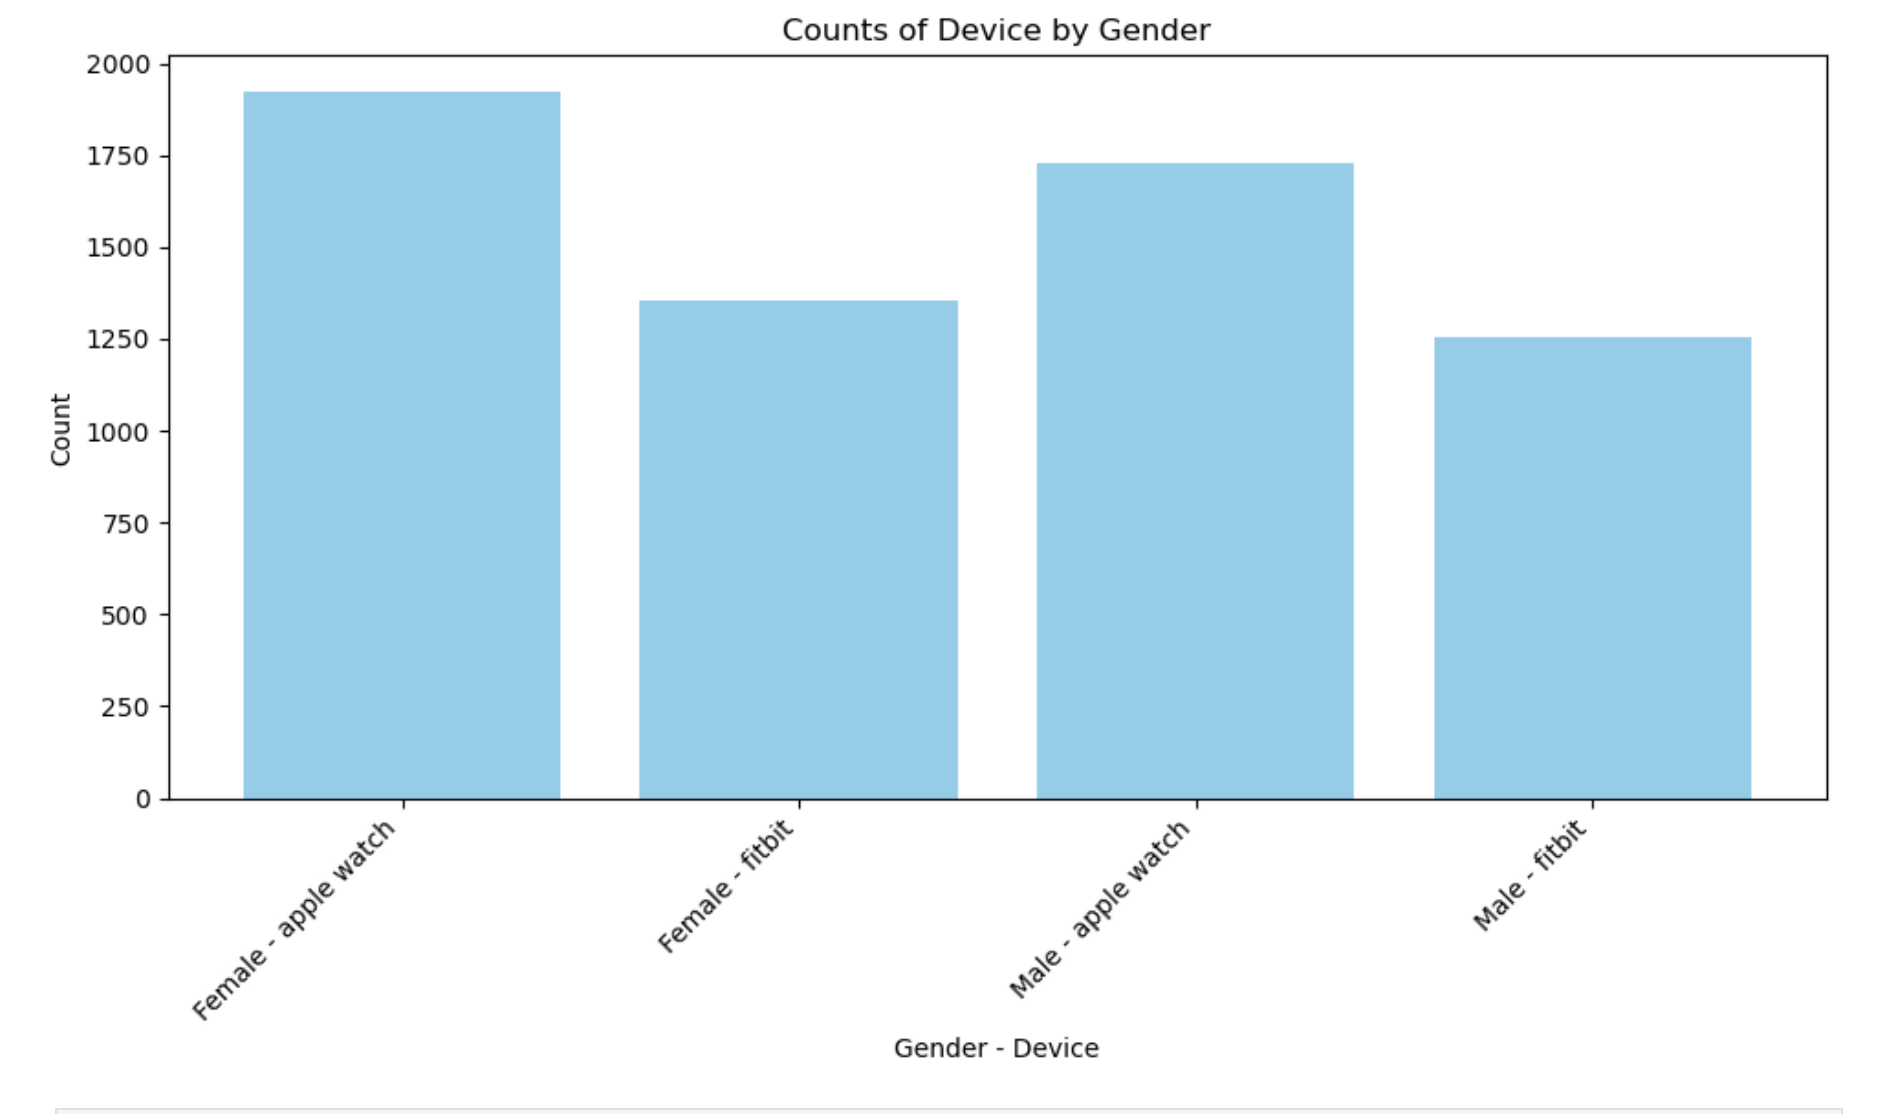 Counts of Device by Gender
2000
1750
1500
1250
1000
750
500
250
0
Count
Female - apple watch
Female - fitbit
Male - apple watch
Male - fitbit
Gender - Device